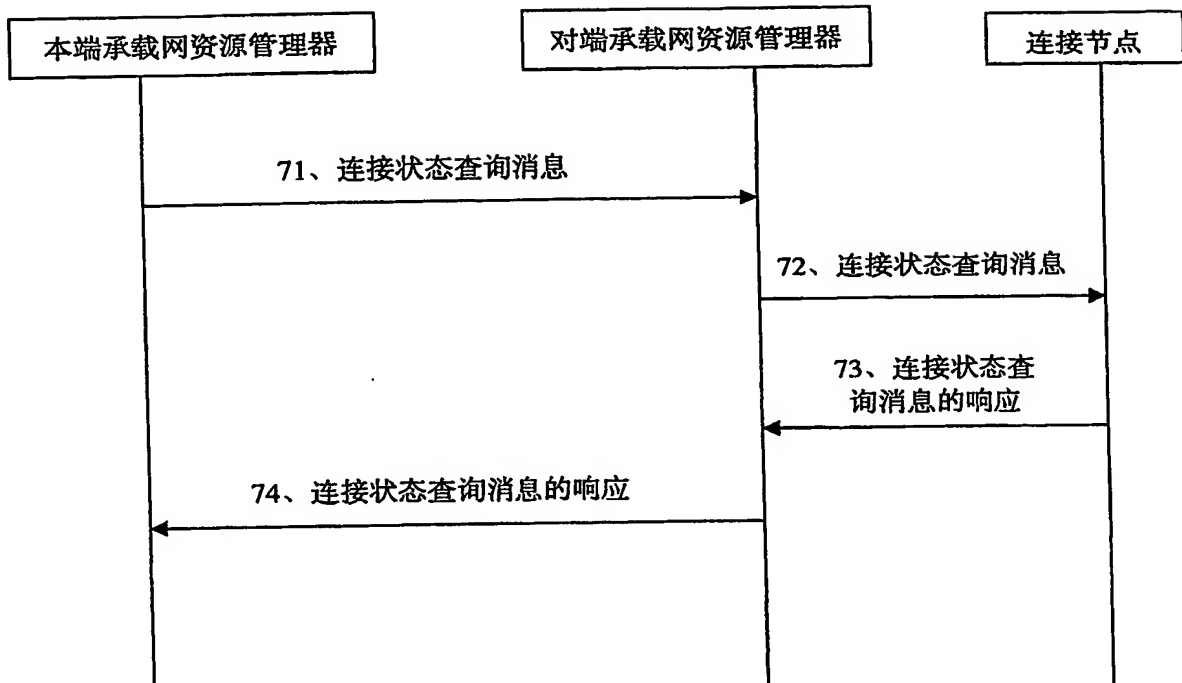 本端承载网资源管理器
对端承载网资源管理器
连接节点
71、连接状态查询消息
72、连接状态查询消息
73、连接状态查
询消息的响应
74、连接状态查询消息的响应